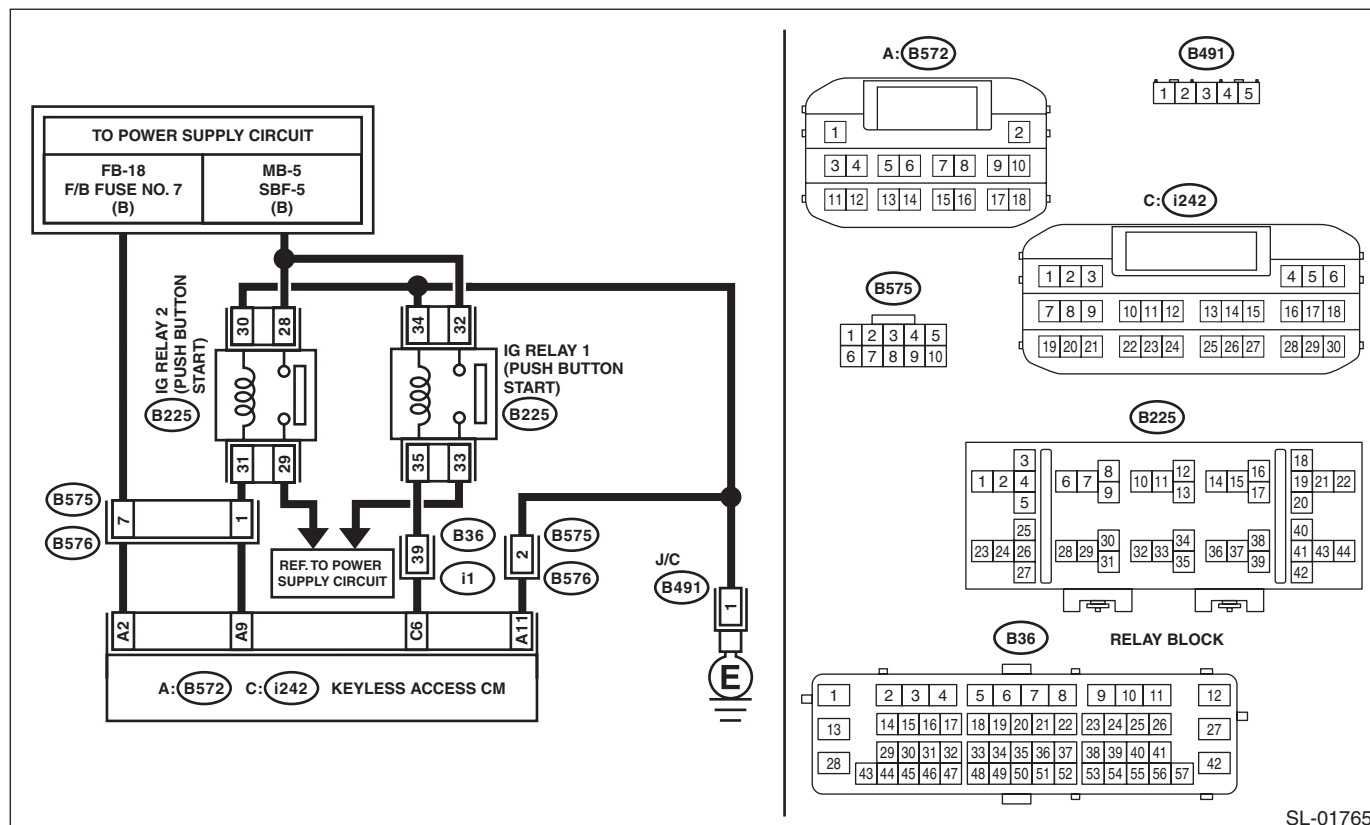 TO POWER SUPPLY CIRCUIT
FB-18
F/B FUSE NO. 7
(B)
MB-5
SBF-5
(B)
30
28
34
32
IG RELAY 2
(PUSH BUTTON
START)
B225
IG RELAY 1
(PUSH BUTTON
START)
B225
31
29
35
33
B575
B576
7
1
REF. TO POWER
SUPPLY CIRCUIT
39
B36
i1
2
B575
B576
J/C
B491
1
E
A2
A9
C6
A11
A: B572 C: i242 KEYLESS ACCESS CM
A: B572
1 2
3 4 5 6 7 8 9 10
11 12 13 14 15 16 17 18
B491
1 2 3 4 5
C: i242
1 2 3 4 5 6
7 8 9 10 11 12 13 14 15 16 17 18
19 20 21 22 23 24 25 26 27 28 29 30
B575
1 2 3 4 5
6 7 8 9 10
B225
3 8 12 16 18
1 2 4 6 7 10 11 14 15 19 21 22
5 9 13 17 20
25 30 34 38 40
23 24 26 28 29 32 33 36 37 41 43 44
27 31 35 39 42
B36
RELAY BLOCK
1 2 3 4 5 6 7 8 9 10 11 12
13 14 15 16 17 18 19 20 21 22 23 24 25 26 27
28 29 30 31 32 33 34 35 36 37 38 39 40 41 42
43 44 45 46 47 48 49 50 51 52 53 54 55 56 57
SL-01765